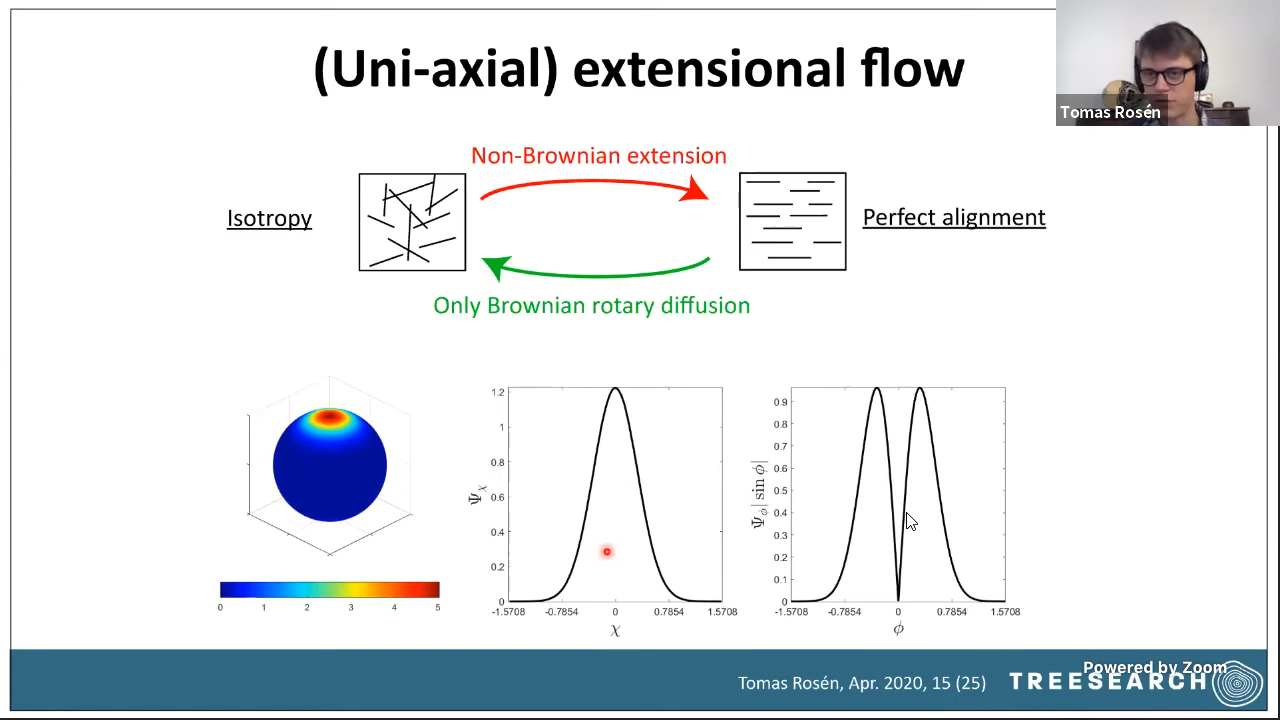 (Uni-axial) extensional flow
Tomas Rosén
Non-Brownian extension
Isotropy
Perfect alignment
Only Brownian rotary diffusion
0 1 2 3 4 5
Ψχ
1.2
1
0.8
0.6
0.4
0.2
0
-1.5708 -0.7854 0 0.7854 1.5708
χ
Ψϕ| sin ϕ|
0.9
0.8
0.7
0.6
0.5
0.4
0.3
0.2
0.1
0
-1.5708 -0.7854 0 0.7854 1.5708
ϕ
Powered by Zoom
Tomas Rosén, Apr. 2020, 15 (25)
TREESEARCH